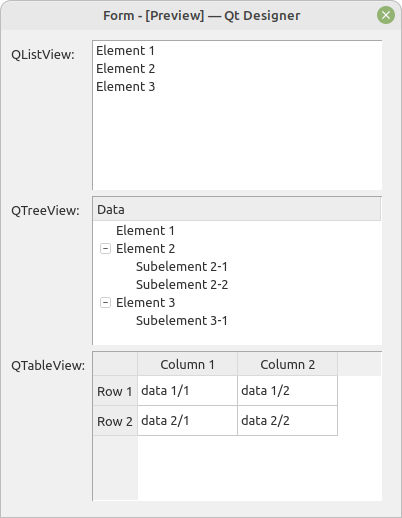 Form - [Preview] — Qt Designer
QListView:
Element 1
Element 2
Element 3
QTreeView:
Data
Element 1
Element 2
Subelement 2-1
Subelement 2-2
Element 3
Subelement 3-1
QTableView:
Column 1 Column 2
Row 1 data 1/1 data 1/2
Row 2 data 2/1 data 2/2